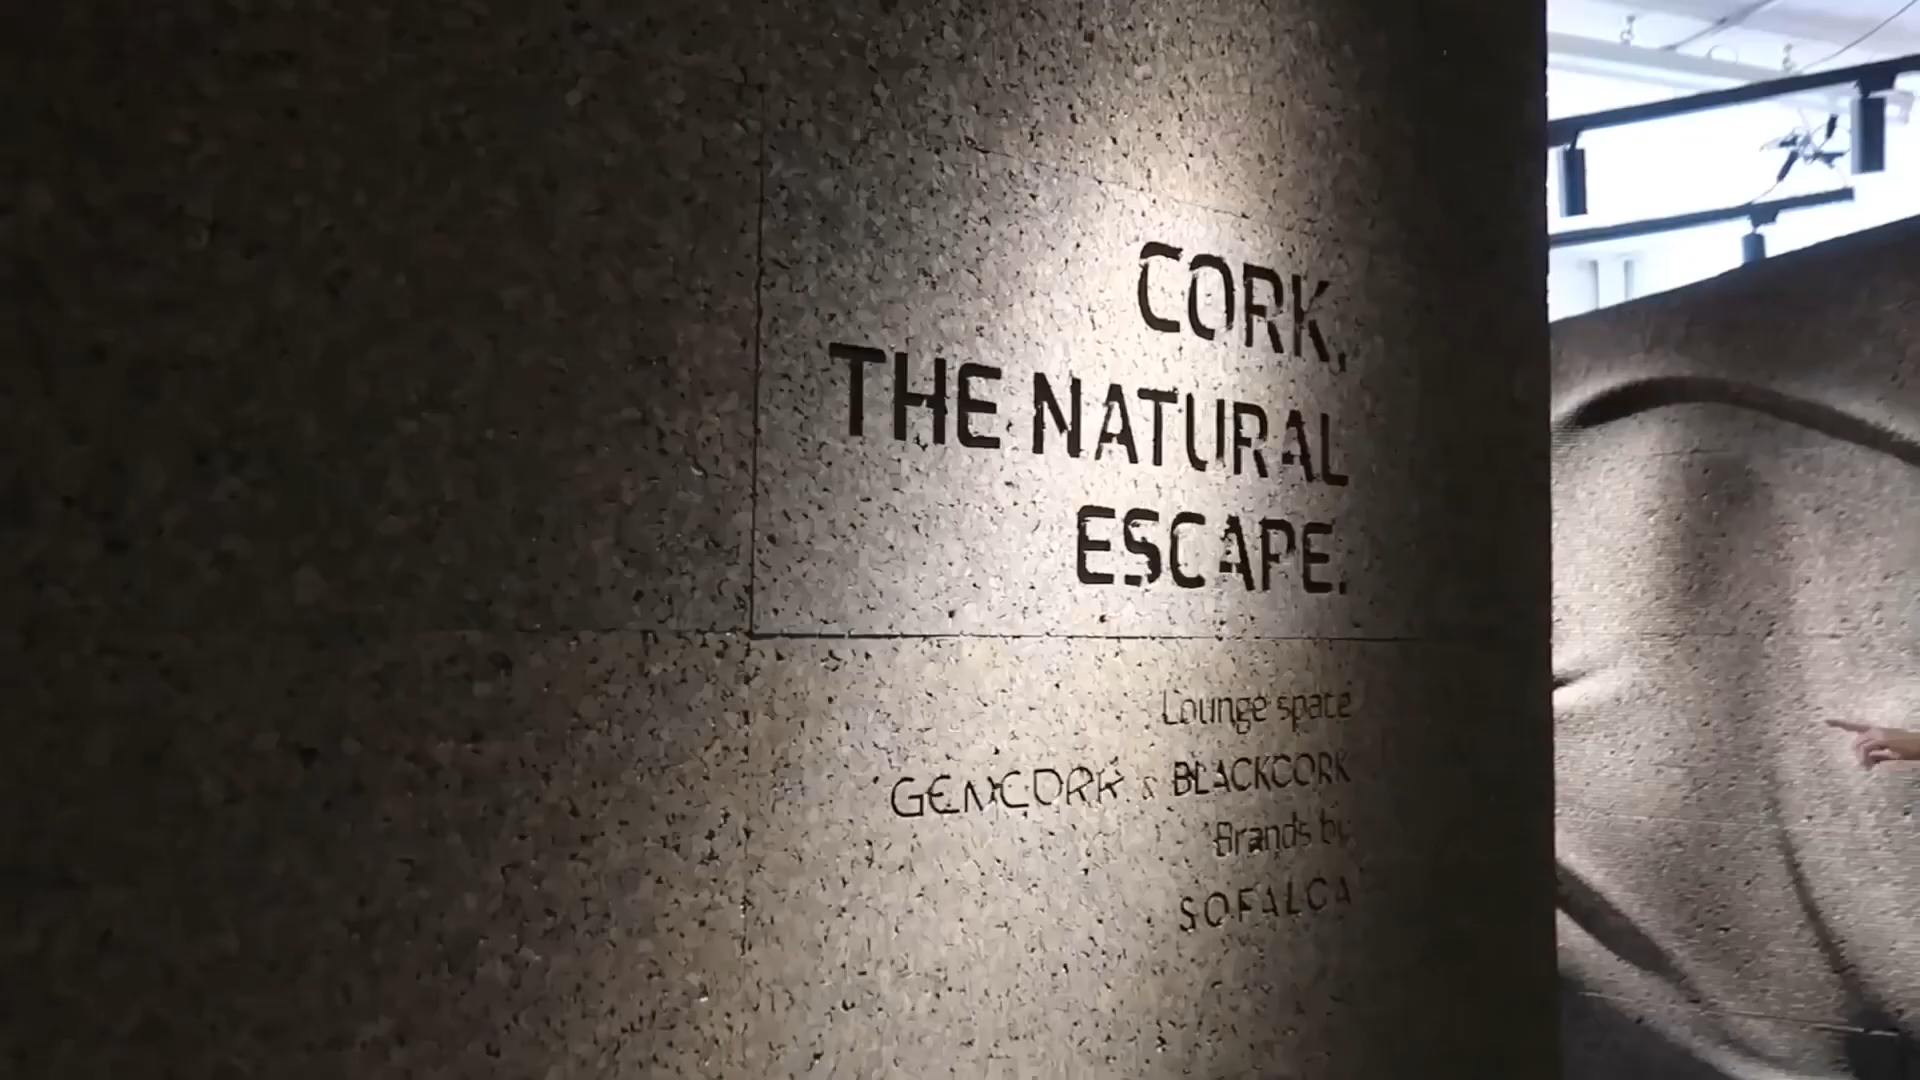 CORK,
THE NATURAL
ESCAPE.
Lounge space
GENCORK & BLACKCORK
Brands by
SOFALCA